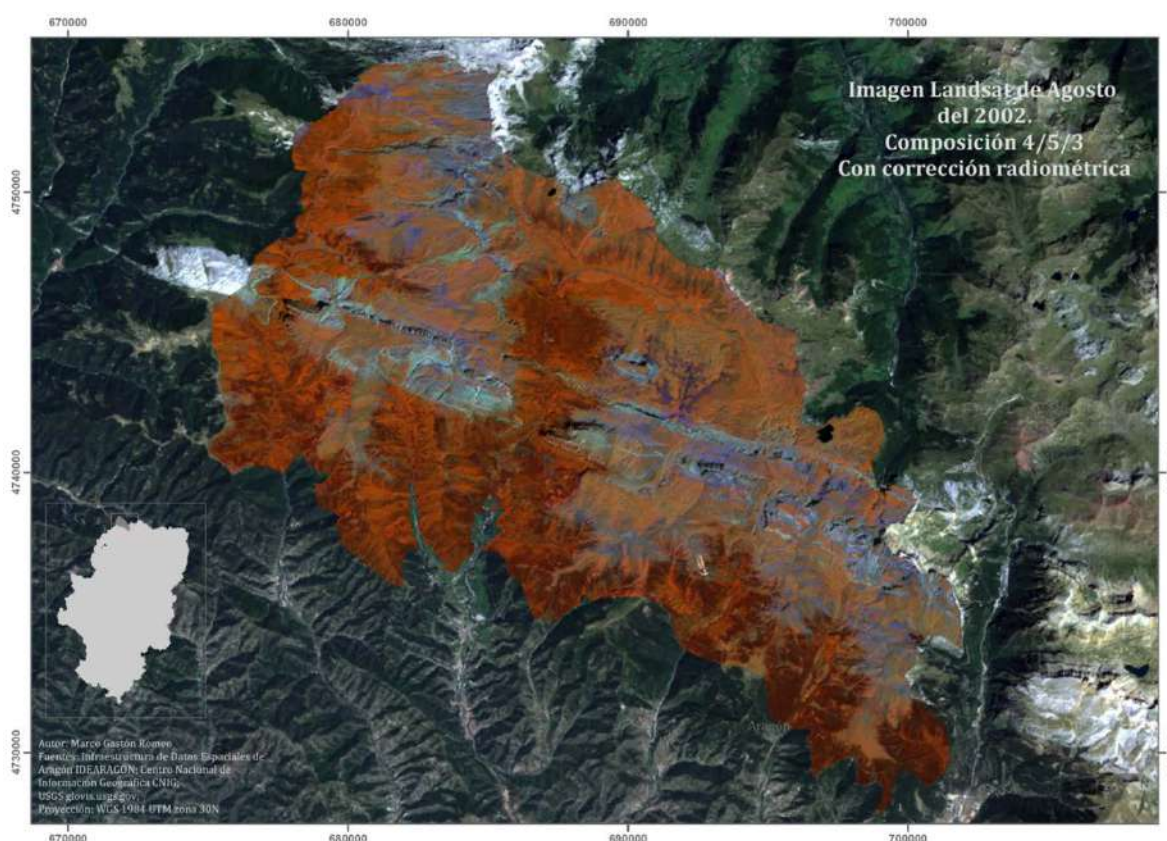 670000 680000 690000 700000
Imagen Landsat de Agosto
del 2002.
Composición 4/5/3
Con corrección radiométrica
4750000
4740000
4730000
Autor: Marco Gastón Romeo
Fuentes: Infraestructura de Datos Espaciales de
Aragón IDEARAGON; Centro Nacional de
Información Geográfica CNIG;
USGS glovis.usgs.gov;
Proyección: WGS 1984 UTM zona 30N
670000 680000 690000 700000